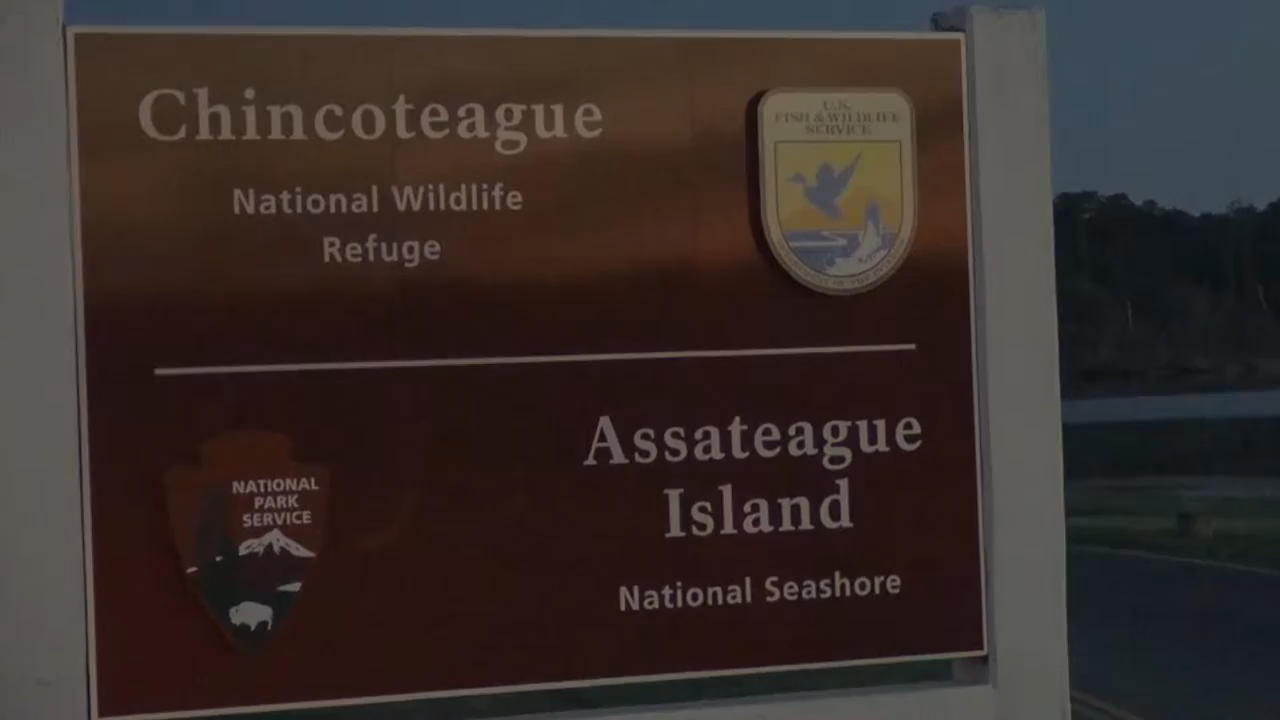 Chincoteague
National Wildlife
Refuge
FISH & WILDLIFE
SERVICE
Assateague
Island
National Seashore
NATIONAL
PARK
SERVICE